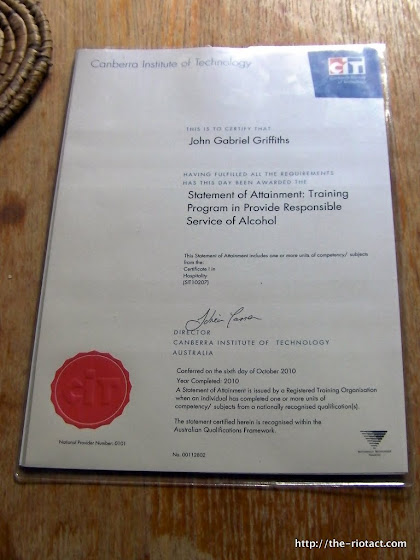 Canberra Institute of Technology
CIT
THIS IS TO CERTIFY THAT
John Gabriel Griffiths
HAVING FULFILLED ALL THE REQUIREMENTS
HAS THIS DAY BEEN AWARDED THE
Statement of Attainment: Training
Program in Provide Responsible
Service of Alcohol
This Statement of Attainment includes one or more units of competency/ subjects
from the:
Certificate I in
Hospitality
(SIT10207)
DIRECTOR
CANBERRA INSTITUTE OF TECHNOLOGY
AUSTRALIA
Conferred on the sixth day of October 2010
Year Completed: 2010
A Statement of Attainment is issued by a Registered Training Organisation
when an individual has completed one or more units of
competency/ subjects from a nationally recognised qualification(s).
The statement certified herein is recognised within the
Australian Qualifications Framework.
CIT
National Provider Number: 0101
No. 00112602
http://the-riotact.com